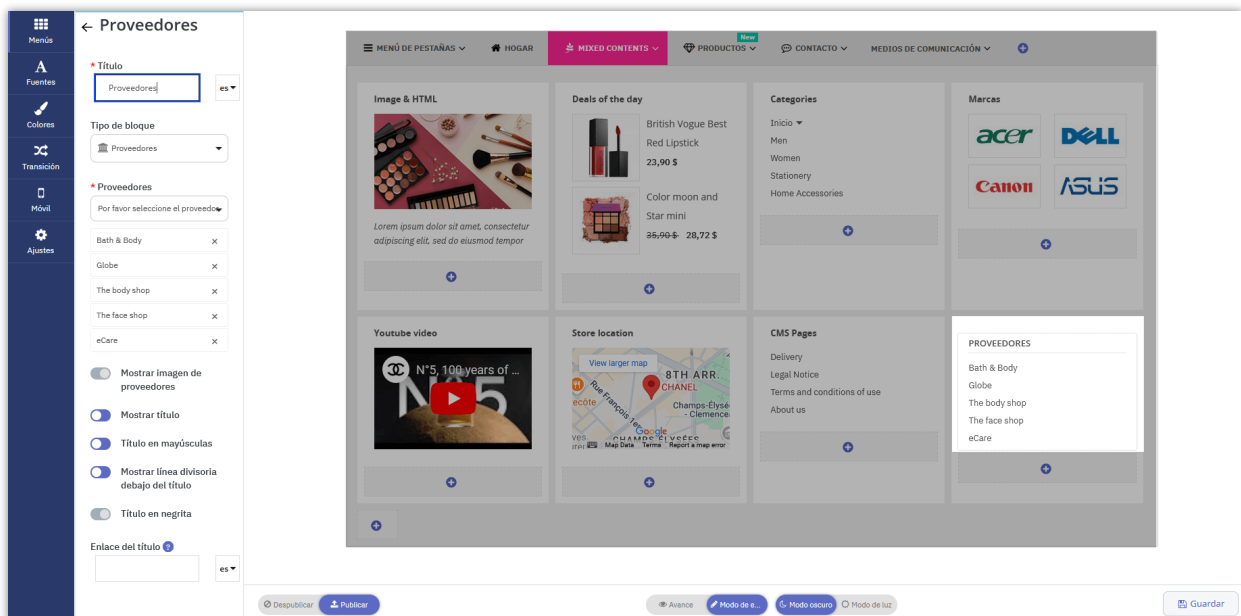 Menús
Fuentes
Colores
Transición
Móvil
Ajustes
← Proveedores
* Título
Proveedores
es
Tipo de bloque
Proveedores
* Proveedores
Por favor seleccione el proveedo
Bath & Body ×
Globe ×
The body shop ×
The face shop ×
eCare ×
Mostrar imagen de
proveedores
Mostrar título
Título en mayúsculas
Mostrar línea divisoria
debajo del título
Título en negrita
Enlace del título ?
es
MENÚ DE PESTAÑAS
HOGAR
MIXED CONTENTS
New
PRODUCTOS
CONTACTO
MEDIOS DE COMUNICACIÓN
Image & HTML
Lorem ipsum dolor sit amet, consectetur
adipiscing elit, sed do eiusmod tempor
Deals of the day
British Vogue Best
Red Lipstick
23,90 $
Color moon and
Star mini
35,90 $ 28,72 $
Categories
Inicio
Men
Women
Stationery
Home Accessories
Marcas
acer
DELL
Canon
ASUS
Youtube video
N°5, 100 years of ...
N°5
Store location
View larger map
8TH ARR.
CHANEL
Rue François 1er
ecôte
Champs-Élysé
- Clemence
Google
CHAMPS-ELYSÉES
Map Data Terms Report a map error
CMS Pages
Delivery
Legal Notice
Terms and conditions of use
About us
PROVEEDORES
Bath & Body
Globe
The body shop
The face shop
eCare
Despublicar
Publicar
Avance
Modo de e...
Modo oscuro
Modo de luz
Guardar